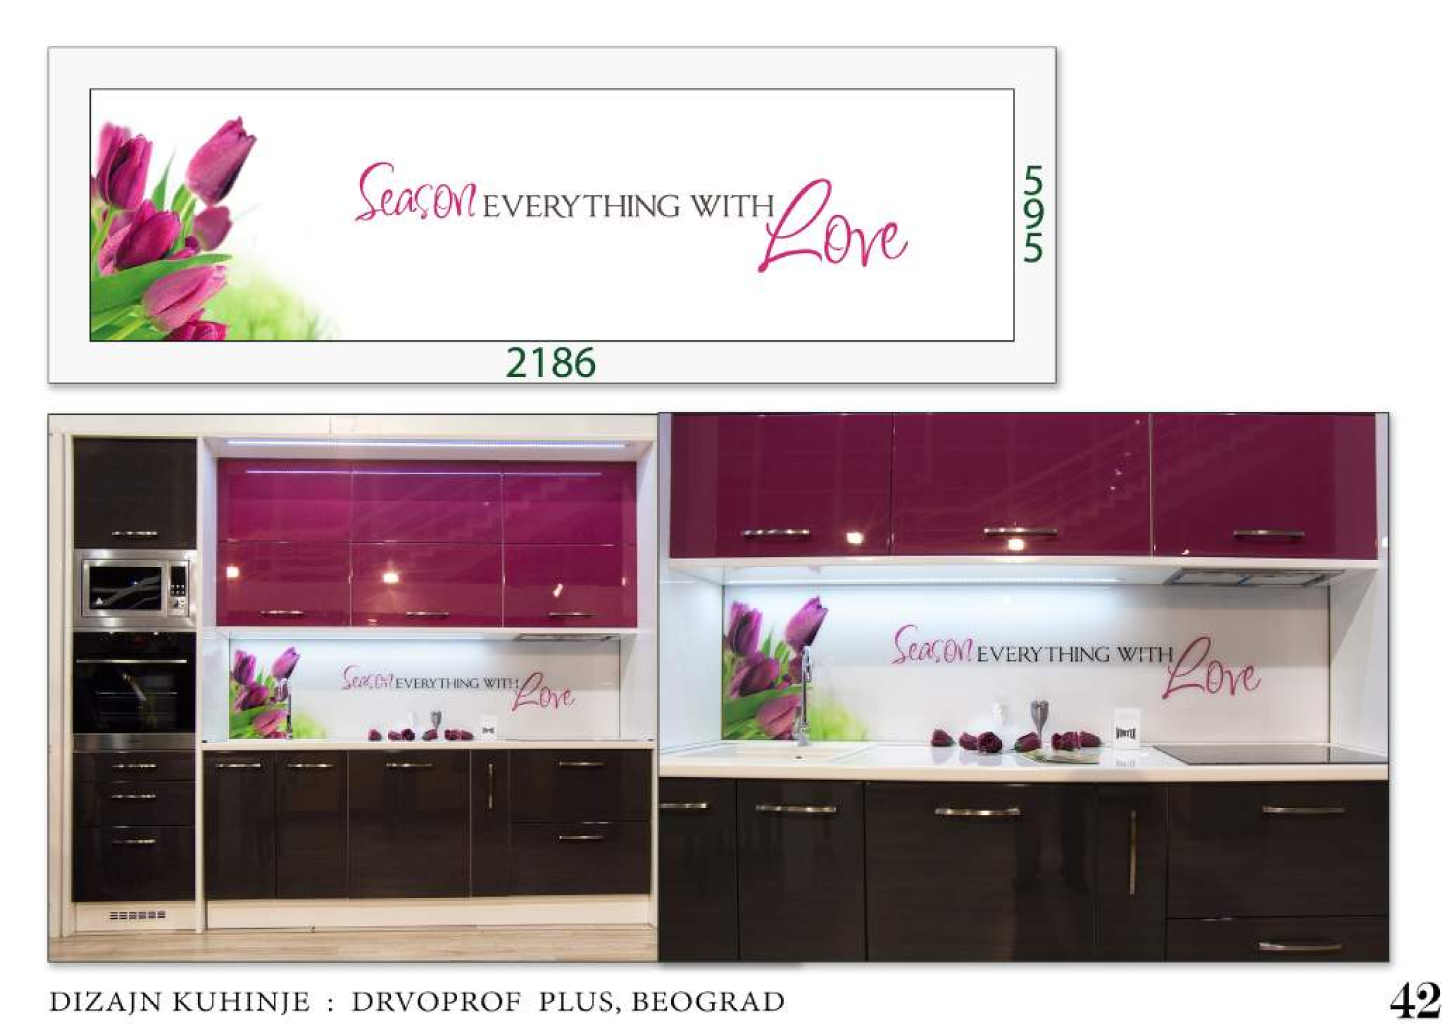 Season EVERYTHING WITH Love
595
2186
Season EVERYTHING WITH Love
Season EVERYTHING WITH Love
DIZAJN KUHINJE : DRVOPROF PLUS, BEOGRAD
42